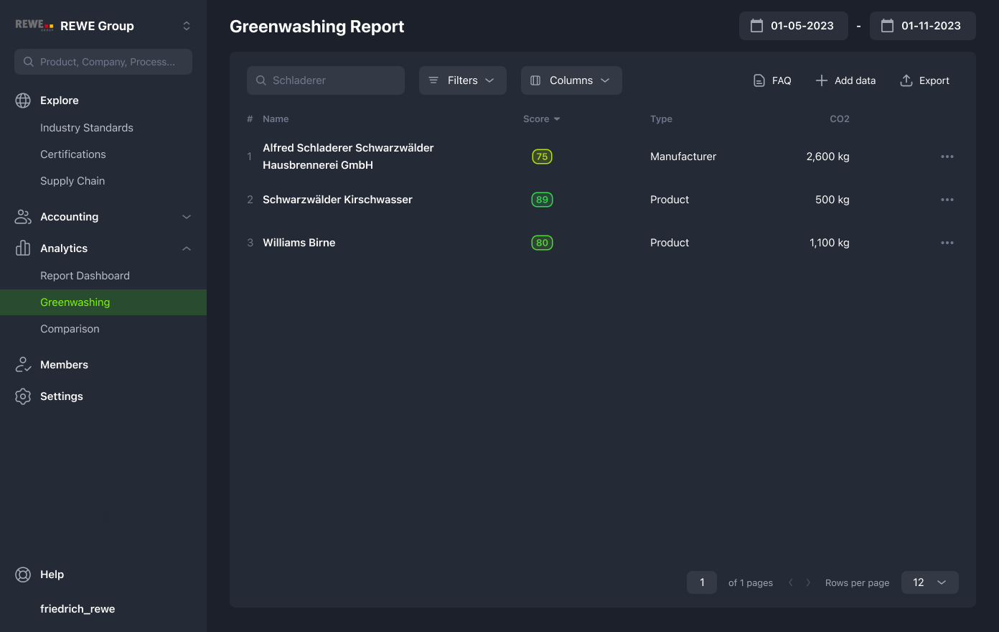 REWE
REWE Group
Product, Company, Process...
Explore
Industry Standards
Certifications
Supply Chain
Accounting
Analytics
Report Dashboard
Greenwashing
Comparison
Members
Settings
Help
friedrich_rewe
Greenwashing Report
01-05-2023 - 01-11-2023
Schladerer Filters Columns FAQ Add data Export
# Name Score Type CO2
1 Alfred Schladerer Schwarzwälder
Hausbrennerei GmbH 75 Manufacturer 2,600 kg
2 Schwarzwälder Kirschwasser 89 Product 500 kg
3 Williams Birne 80 Product 1,100 kg
1 of 1 pages Rows per page 12